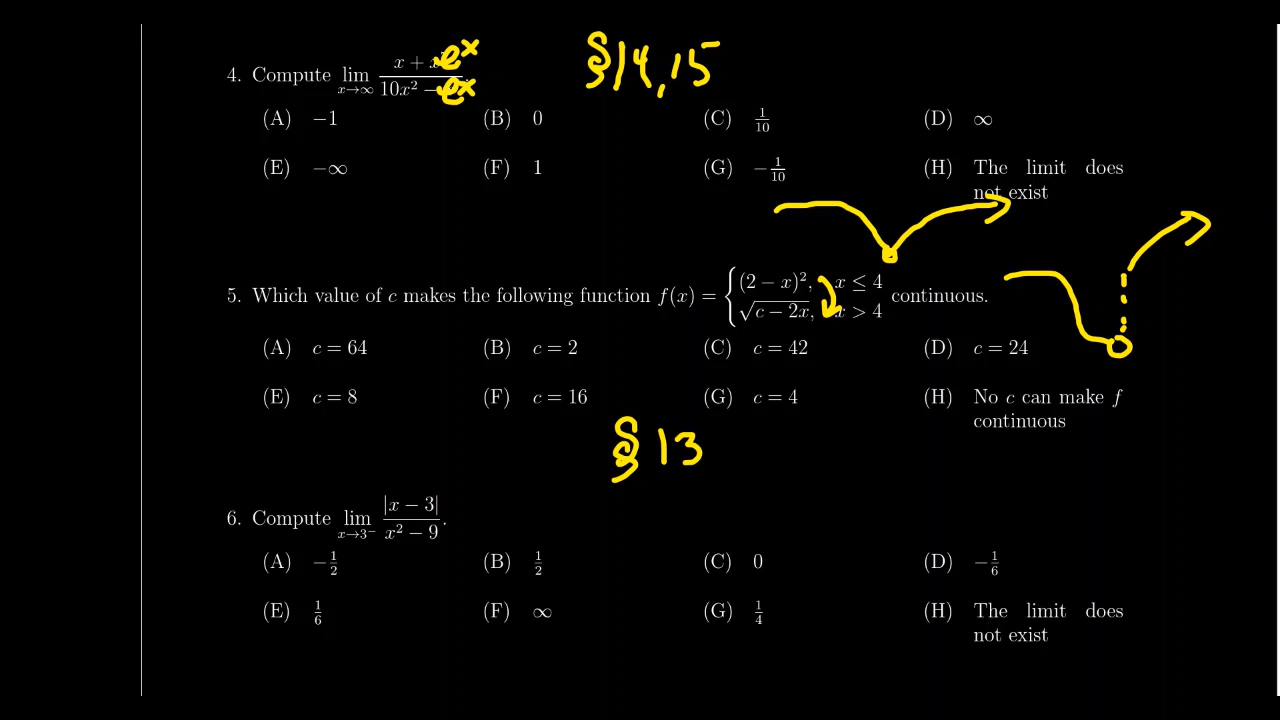 4. Compute lim x→∞ x + x e^x / 10x² − e^x . §14,15
(A) −1 (B) 0 (C) 1/10 (D) ∞
(E) −∞ (F) 1 (G) −1/10 (H) The limit does
not exist
5. Which value of c makes the following function f(x) = { (2 − x)², x ≤ 4
√(c − 2x), x > 4 continuous.
(A) c = 64 (B) c = 2 (C) c = 42 (D) c = 24
(E) c = 8 (F) c = 16 (G) c = 4 (H) No c can make f
continuous
§13
6. Compute lim x→3⁻ |x − 3| / x² − 9 .
(A) −1/2 (B) 1/2 (C) 0 (D) −1/6
(E) 1/6 (F) ∞ (G) 1/4 (H) The limit does
not exist